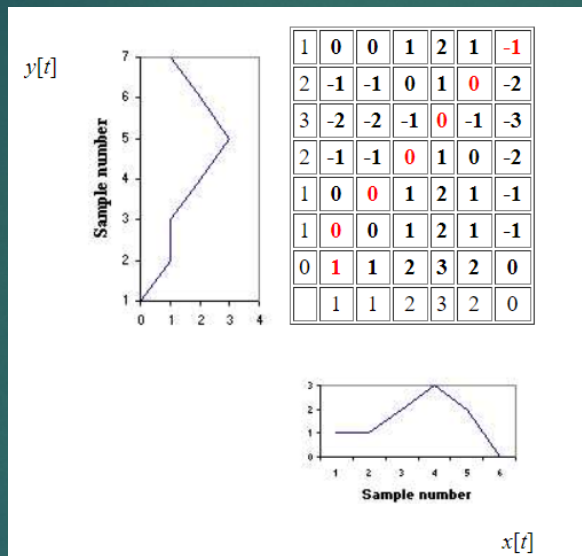 y[t]
Sample number
7
6
5
4
3
2
1
0 1 2 3 4
1 0 0 1 2 1 -1
2 -1 -1 0 1 0 -2
3 -2 -2 -1 0 -1 -3
2 -1 -1 0 1 0 -2
1 0 0 1 2 1 -1
1 0 0 1 2 1 -1
0 1 1 2 3 2 0
1 1 2 3 2 0
3
2
1
0
1 2 3 4 5 6
Sample number
x[t]